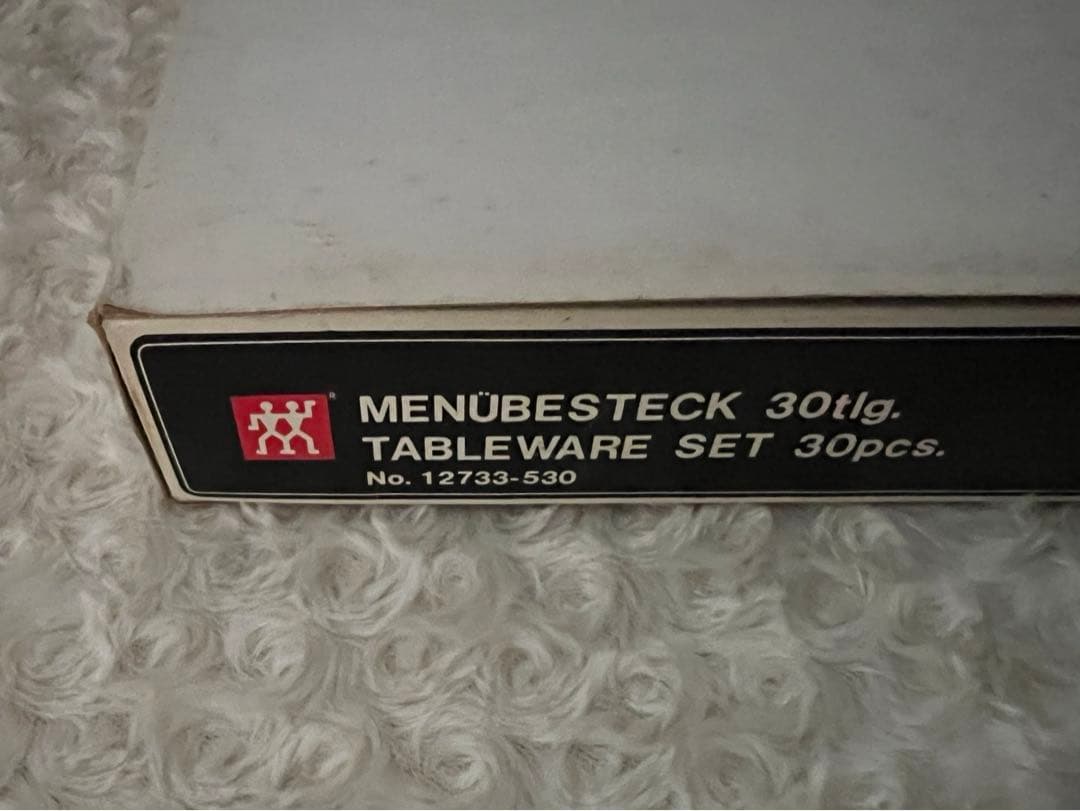 MENÜBESTECK 30tlg.
TABLEWARE SET 30pcs.
No. 12733-530